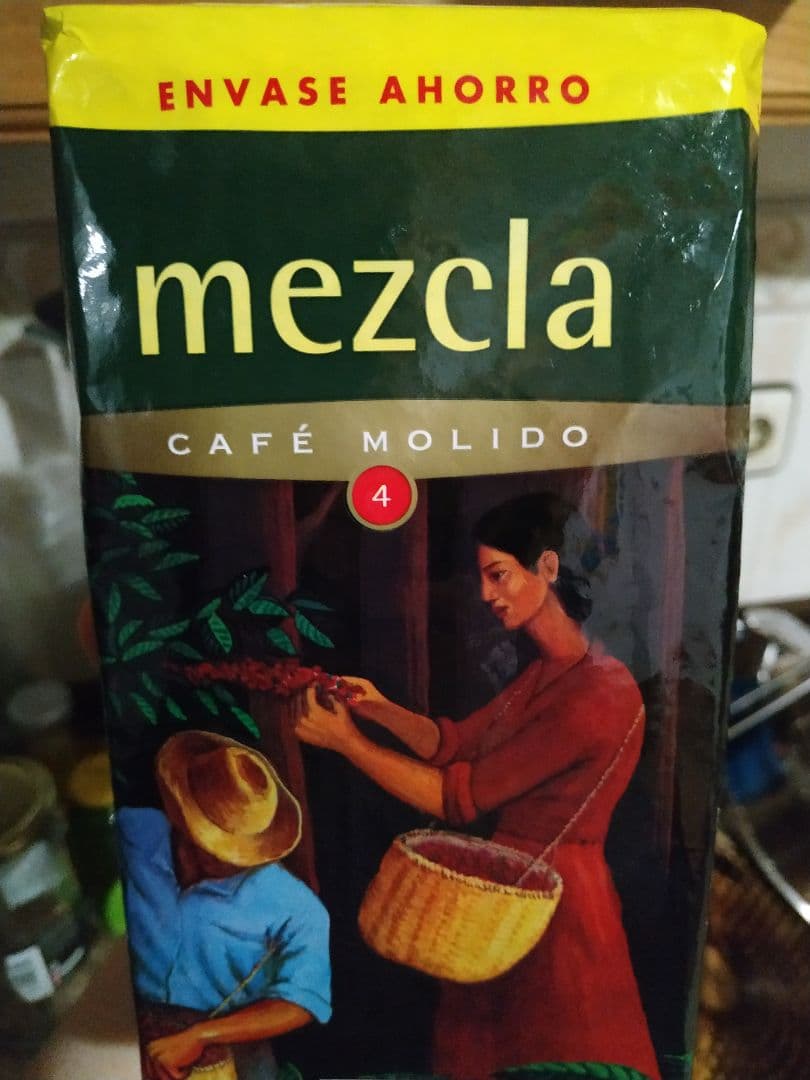 ENVASE AHORRO
mezcla
CAFÉ MOLIDO
4